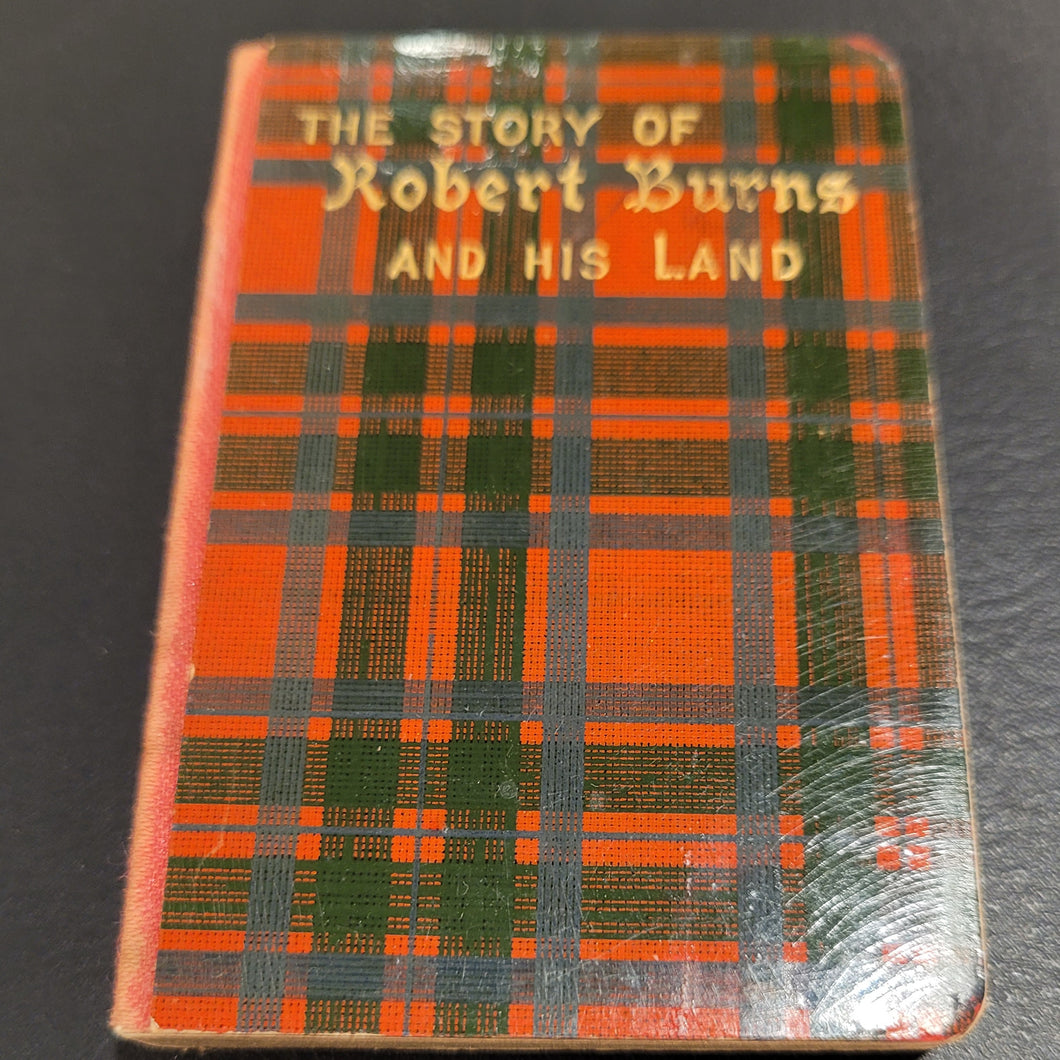 THE STORY OF
Robert Burns
AND HIS LAND